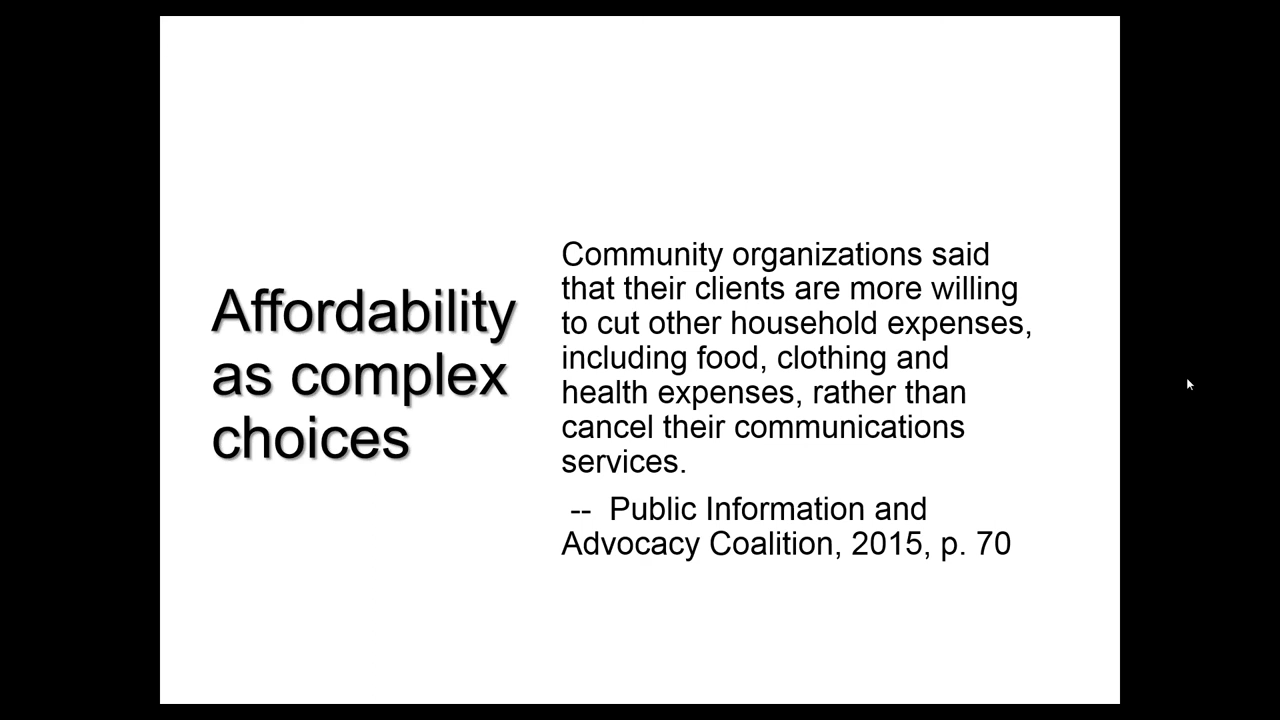 Affordability
as complex
choices
Community organizations said
that their clients are more willing
to cut other household expenses,
including food, clothing and
health expenses, rather than
cancel their communications
services.
-- Public Information and
Advocacy Coalition, 2015, p. 70